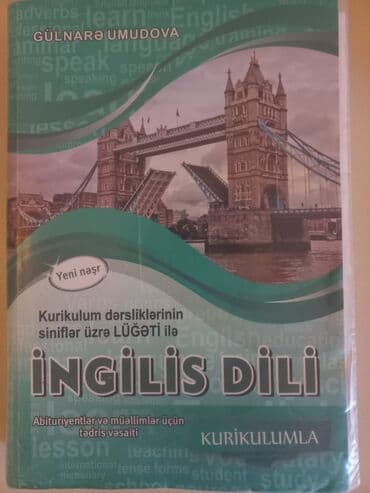 GÜLNARƏ UMUDOVA
Yeni nəşr
Kurikulum dərsliklərinin
siniflər üzrə LÜĞƏTİ ilə
İNGİLİS DİLİ
Abituriyentlər və müəllimlər üçün
tədris vəsaiti
KURİKULUMLA